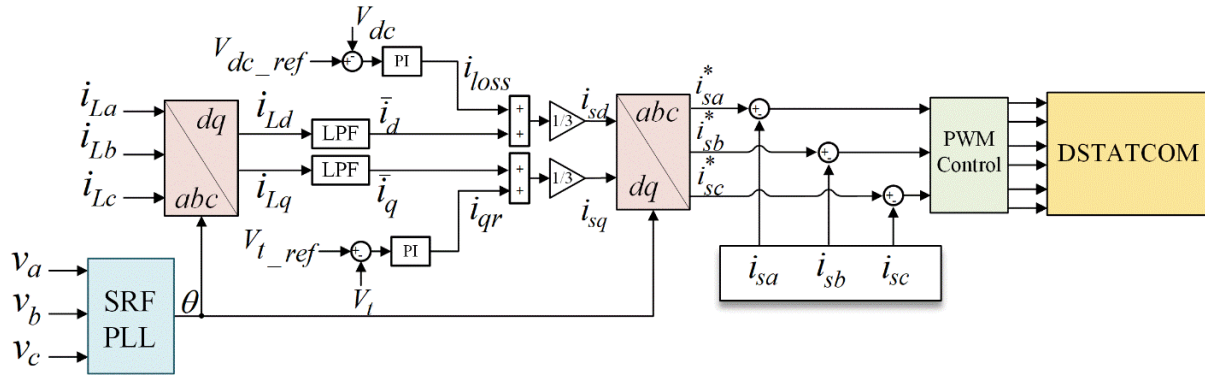 V_dc
V_dc_ref
+
-
PI
i_loss
i_La
i_Lb
i_Lc
dq
abc
i_Ld
LPF
i̅_d
+
+
1/3
i_sd
i_Lq
LPF
i̅_q
+
+
1/3
i_sq
i_qr
V_t_ref
+
-
PI
V_t
abc
dq
i*_sa
i*_sb
i*_sc
+
-
+
-
+
-
i_sa
i_sb
i_sc
PWM
Control
DSTATCOM
v_a
v_b
v_c
SRF
PLL
θ